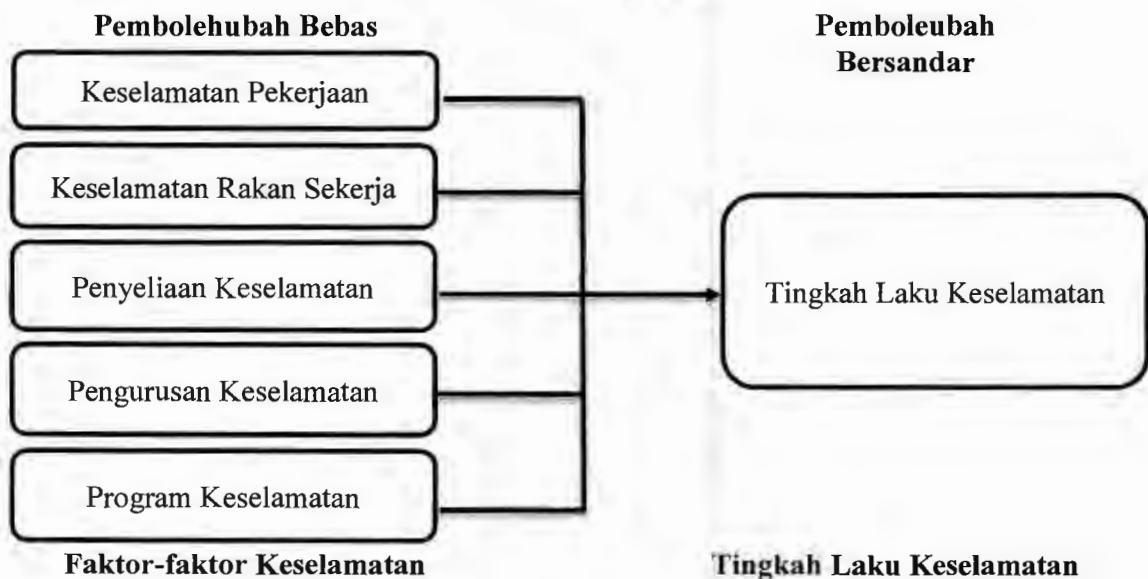 Pembolehubah Bebas
Pemboleubah
Bersandar
Keselamatan Pekerjaan
Keselamatan Rakan Sekerja
Penyeliaan Keselamatan
Pengurusan Keselamatan
Program Keselamatan
Tingkah Laku Keselamatan
Faktor-faktor Keselamatan
Tingkah Laku Keselamatan